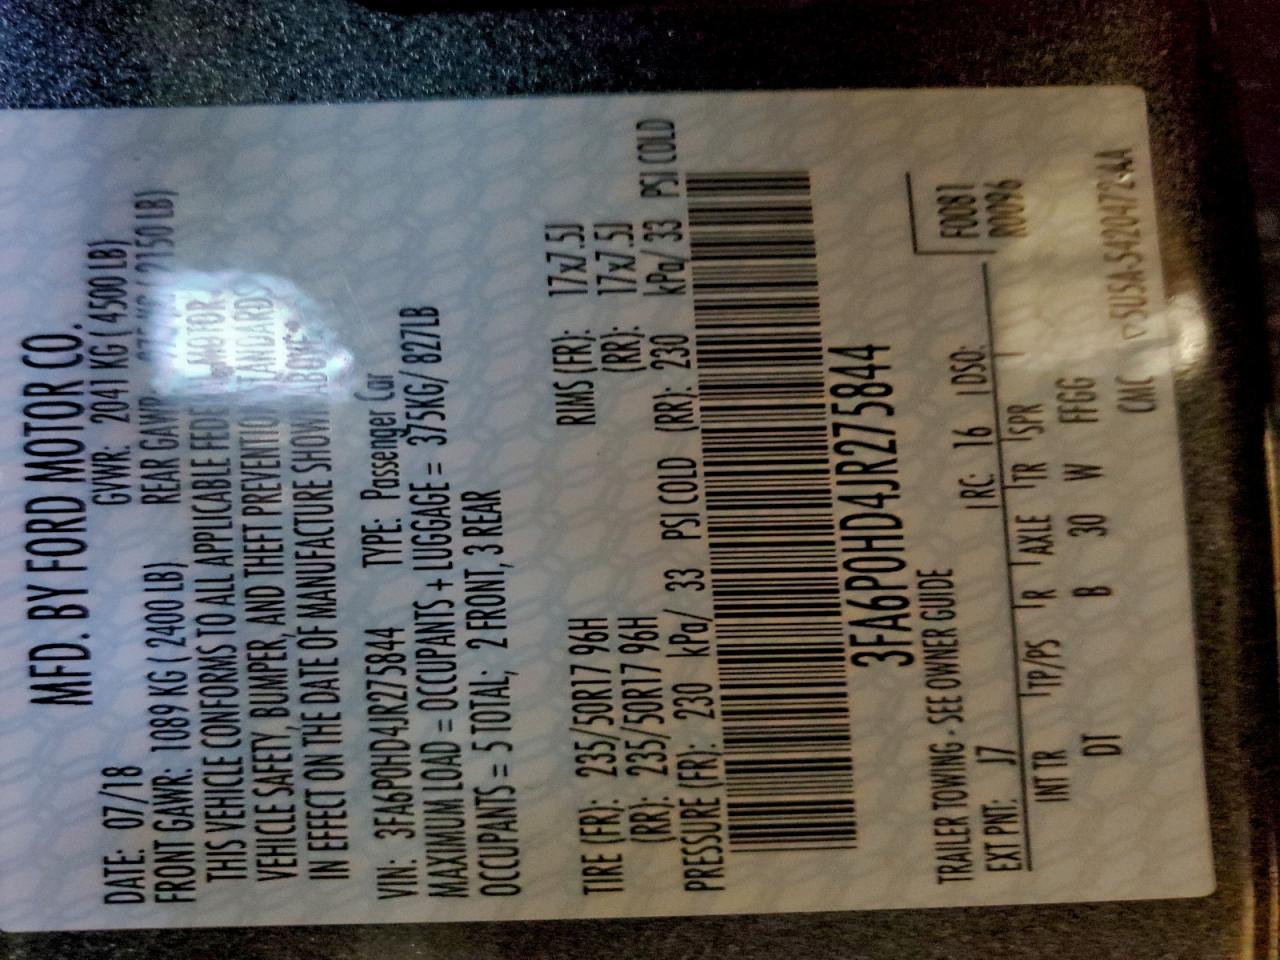 MFD. BY FORD MOTOR CO.
DATE: 07/18 GVWR: 2041 KG ( 4500 LB)
FRONT GAWR: 1089 KG ( 2400 LB) REAR GAWR: KG 2150 LB)
THIS VEHICLE CONFORMS TO ALL APPLICABLE FEDERAL MOTOR
VEHICLE SAFETY, BUMPER, AND THEFT PREVENTION STANDARDS
IN EFFECT ON THE DATE OF MANUFACTURE SHOWN ABOVE.
VIN: 3FA6P0HD4JR275844 TYPE: Passenger Car
MAXIMUM LOAD = OCCUPANTS + LUGGAGE = 375KG/ 827LB
OCCUPANTS = 5 TOTAL; 2 FRONT, 3 REAR
TIRE (FR): 235/50R17 96H RIMS (FR): 17x7.5J
(RR): 235/50R17 96H (RR): 17x7.5J
PRESSURE (FR): 230 kPa/ 33 PSI COLD (RR): 230 kPa/ 33 PSI COLD
3FA6P0HD4JR275844
TRAILER TOWING - SEE OWNER GUIDE
F0081
EXT PNT: J7 RC: 16 DSO: R0096
INT TR TP/PS R AXLE TR SPR
DT B 30 W FFGG
CMC ▽5USA-5420472-AA